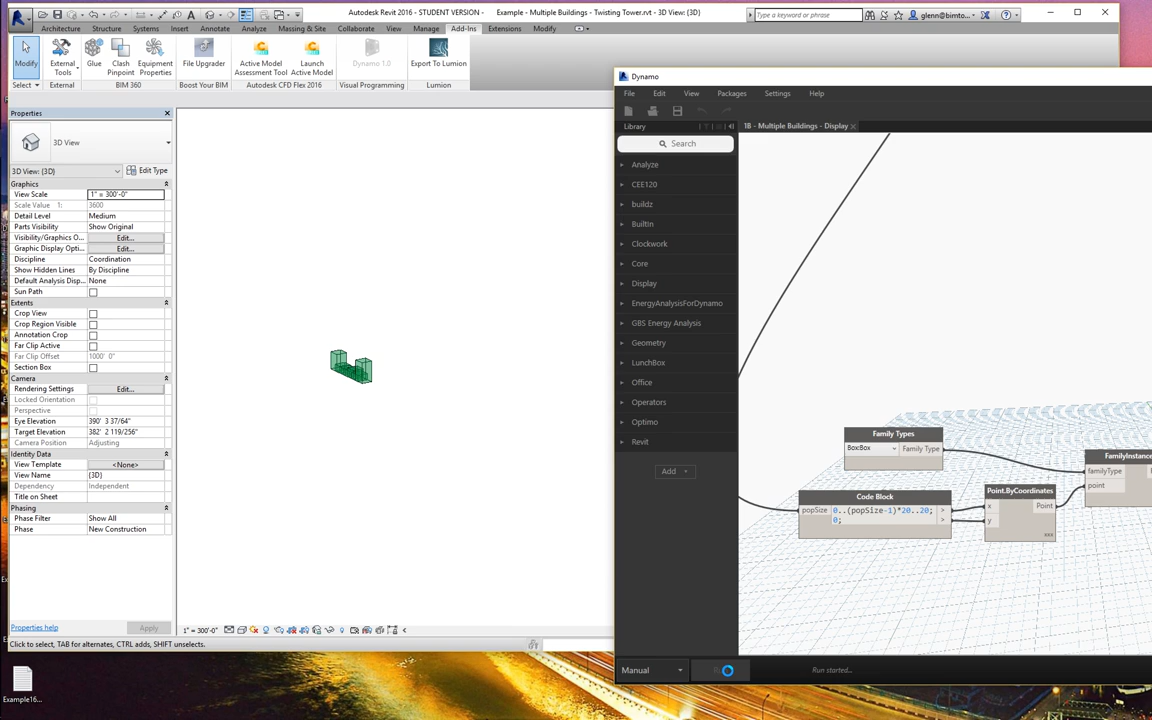 Autodesk Revit 2016 - STUDENT VERSION - Example - Multiple Buildings - Twisting Tower.rvt - 3D View: {3D}
Type a keyword or phrase
glenn@bimto...
Architecture Structure Systems Insert Annotate Analyze Massing & Site Collaborate View Manage Add-Ins Extensions Modify
Modify
External Tools
Glue
Clash Pinpoint
Equipment Properties
File Upgrader
Active Model Assessment Tool
Launch Active Model
Dynamo 1.0
Export To Lumion
Select
External
BIM 360
Boost Your BIM
Autodesk CFD Flex 2016
Visual Programming
Lumion
Properties
3D View
3D View: {3D}
Edit Type
Graphics
View Scale 1" = 300'-0"
Scale Value 1: 3600
Detail Level Medium
Parts Visibility Show Original
Visibility/Graphics O... Edit...
Graphic Display Opti... Edit...
Discipline Coordination
Show Hidden Lines By Discipline
Default Analysis Disp... None
Sun Path
Extents
Crop View
Crop Region Visible
Annotation Crop
Far Clip Active
Far Clip Offset 1000' 0"
Section Box
Camera
Rendering Settings Edit...
Locked Orientation
Perspective
Eye Elevation 390' 3 37/64"
Target Elevation 382' 2 119/256"
Camera Position Adjusting
Identity Data
View Template <None>
View Name {3D}
Dependency Independent
Title on Sheet
Phasing
Phase Filter Show All
Phase New Construction
Properties help
Apply
1" = 300'-0"
Click to select, TAB for alternates, CTRL adds, SHIFT unselects.
Example16...
Dynamo
File Edit View Packages Settings Help
Library
1B - Multiple Buildings - Display
Search
Analyze
CEE120
buildz
BuiltIn
Clockwork
Core
Display
EnergyAnalysisForDynamo
GBS Energy Analysis
Geometry
LunchBox
Office
Operators
Optimo
Revit
Add
Family Types
Box:Box
Family Type
Code Block
popSize
0..(popSize-1)*20..20;
0;
>
>
Point.ByCoordinates
x
y
Point
xxx
FamilyInstance
familyType
point
Manual
Run started...